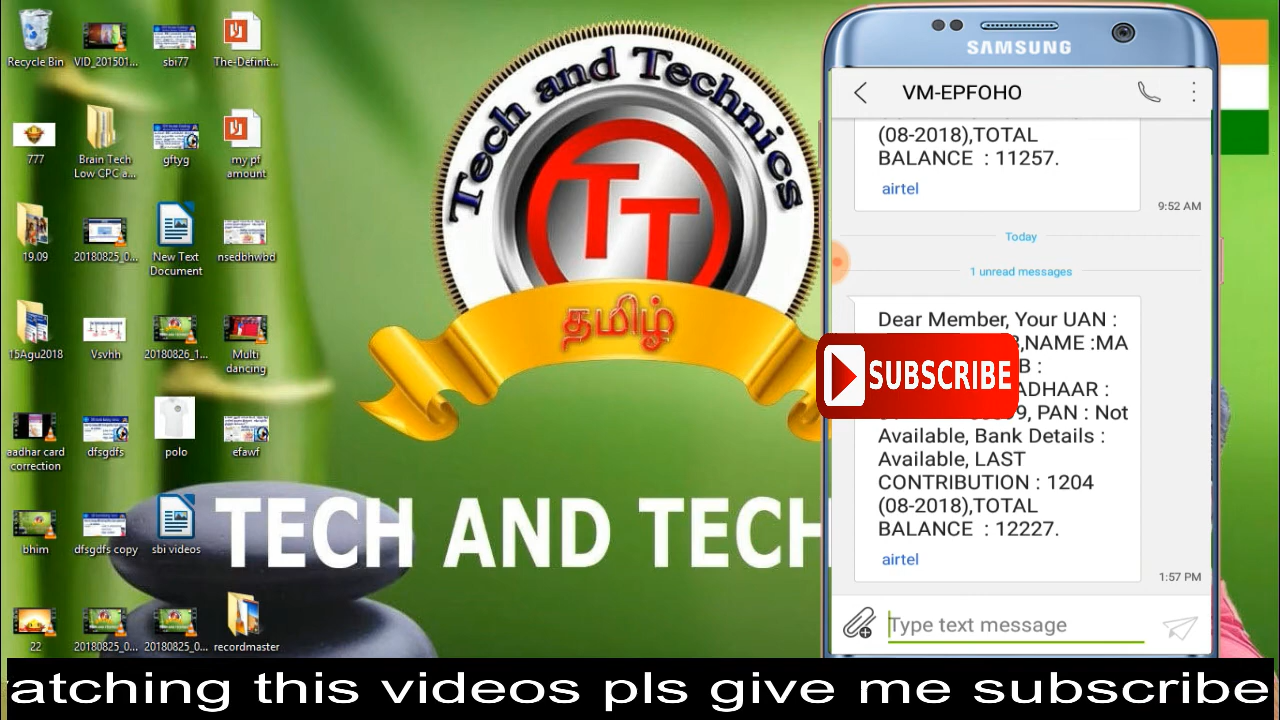 Recycle Bin
VID_201501...
sbi77
The-Definit...
777
Brain Tech
Low CPC a...
gftyg
my pf
amount
19.09
20180825_0...
New Text
Document
nsedbhwbd
15Agu2018
Vsvhh
20180826_1...
Multi
dancing
aadhar card
correction
dfsgdfs
polo
efawf
bhim
dfsgdfs copy
sbi videos
22
20180825_0...
20180825_0...
recordmaster
Tech and Technics
TT
தமிழ்
TECH AND TECH
SAMSUNG
VM-EPFOHO
(08-2018),TOTAL
BALANCE : 11257.
airtel
9:52 AM
Today
1 unread messages
Dear Member, Your UAN :
,NAME :MA
B :
ADHAAR :
9, PAN : Not
Available, Bank Details :
Available, LAST
CONTRIBUTION : 1204
(08-2018),TOTAL
BALANCE : 12227.
airtel
1:57 PM
SUBSCRIBE
Type text message
atching this videos pls give me subscribe